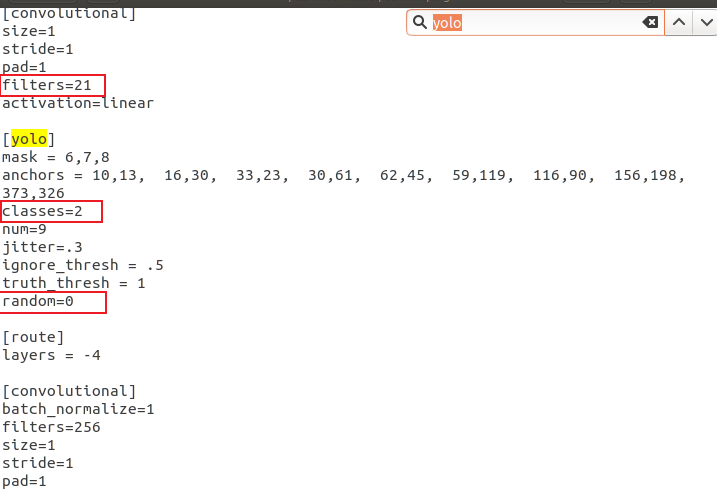 yolo
[convolutional]
size=1
stride=1
pad=1
filters=21
activation=linear
[yolo]
mask = 6,7,8
anchors = 10,13,  16,30,  33,23,  30,61,  62,45,  59,119,  116,90,  156,198,
373,326
classes=2
num=9
jitter=.3
ignore_thresh = .5
truth_thresh = 1
random=0
[route]
layers = -4
[convolutional]
batch_normalize=1
filters=256
size=1
stride=1
pad=1